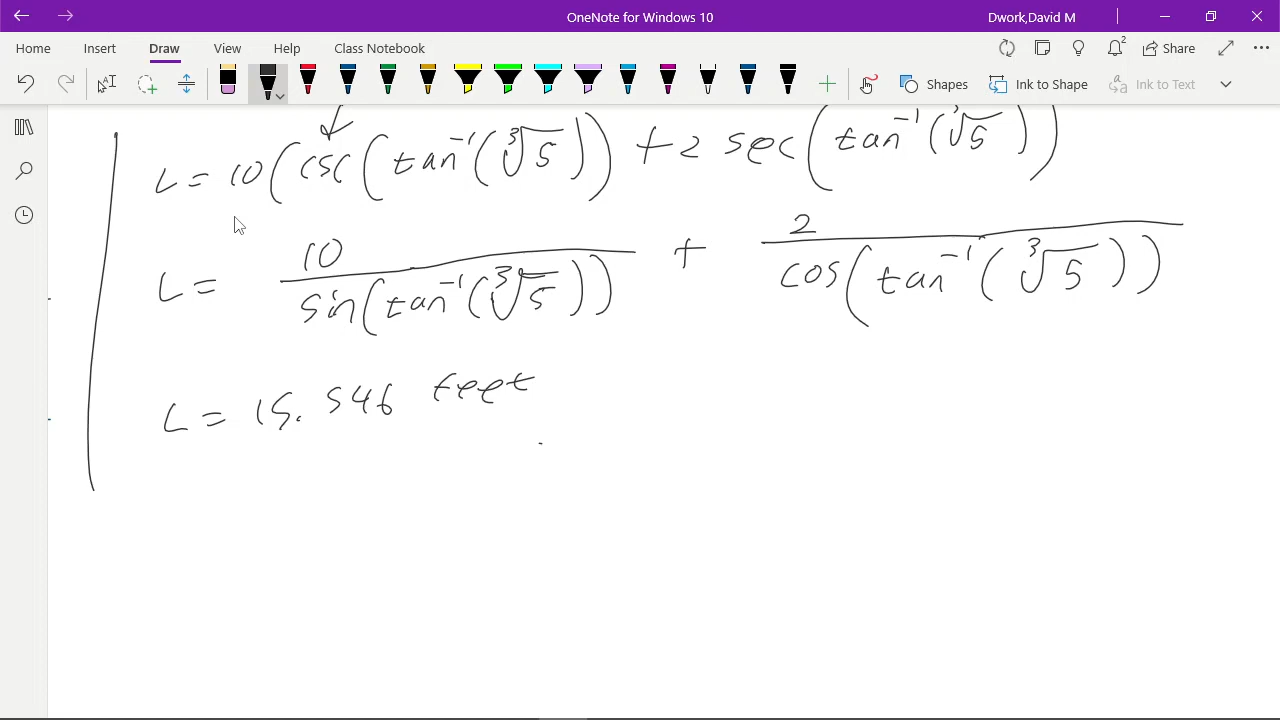 OneNote for Windows 10
Dwork,David M
Home Insert Draw View Help Class Notebook
2
Share
Shapes Ink to Shape Ink to Text
L = 10(csc(tan⁻¹(∛5)) + 2 sec(tan⁻¹(∛5))
L = 10/sin(tan⁻¹(∛5)) + 2/cos(tan⁻¹(∛5))
L = 15.546 feet